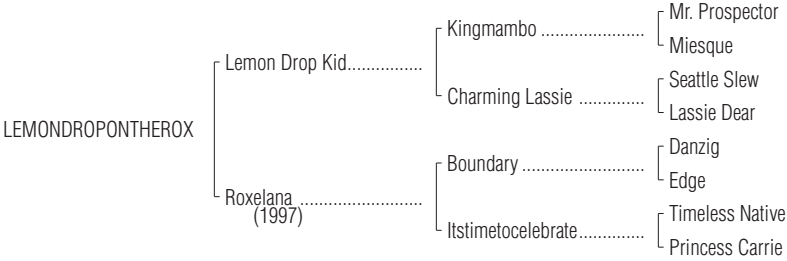 Mr. Prospector
Kingmambo ......................
Miesque
Lemon Drop Kid................
Seattle Slew
Charming Lassie ..............
Lassie Dear
LEMONDROPONTHEROX
Danzig
Boundary ..........................
Edge
Roxelana ..........................
(1997)
Timeless Native
Itstimetocelebrate..............
Princess Carrie